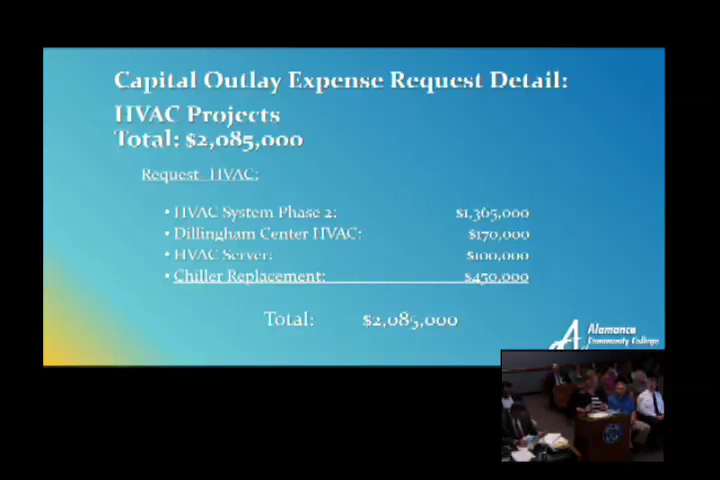 Capital Outlay Expense Request Detail:
HVAC Projects
Total: $2,085,000
Request- HVAC:
• HVAC System Phase 2: $1,365,000
• Dillingham Center HVAC: $170,000
• HVAC Server: $100,000
• Chiller Replacement: $450,000
Total: $2,085,000
Alamance
Community College